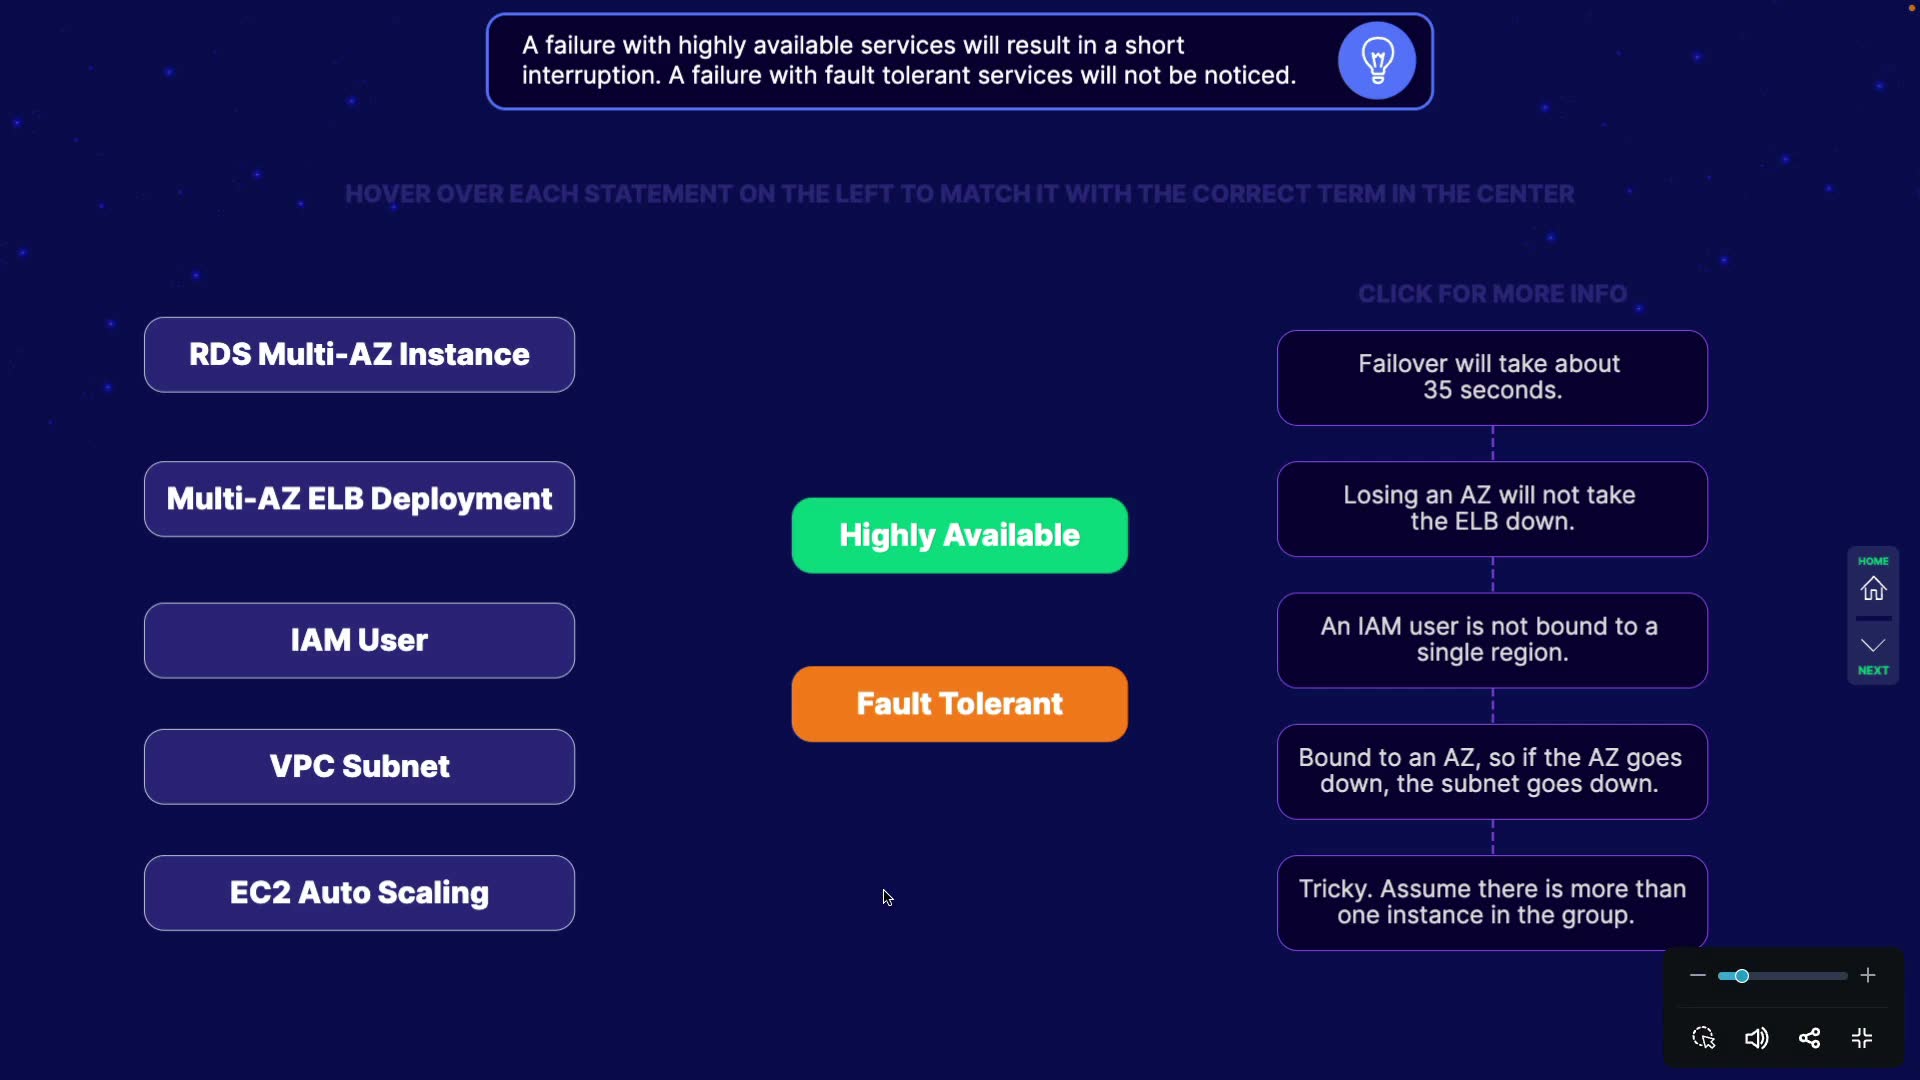 A failure with highly available services will result in a short
interruption. A failure with fault tolerant services will not be noticed.
HOVER OVER EACH STATEMENT ON THE LEFT TO MATCH IT WITH THE CORRECT TERM IN THE CENTER
RDS Multi-AZ Instance
Multi-AZ ELB Deployment
IAM User
VPC Subnet
EC2 Auto Scaling
Highly Available
Fault Tolerant
CLICK FOR MORE INFO
Failover will take about
35 seconds.
Losing an AZ will not take
the ELB down.
An IAM user is not bound to a
single region.
Bound to an AZ, so if the AZ goes
down, the subnet goes down.
Tricky. Assume there is more than
one instance in the group.
HOME
NEXT